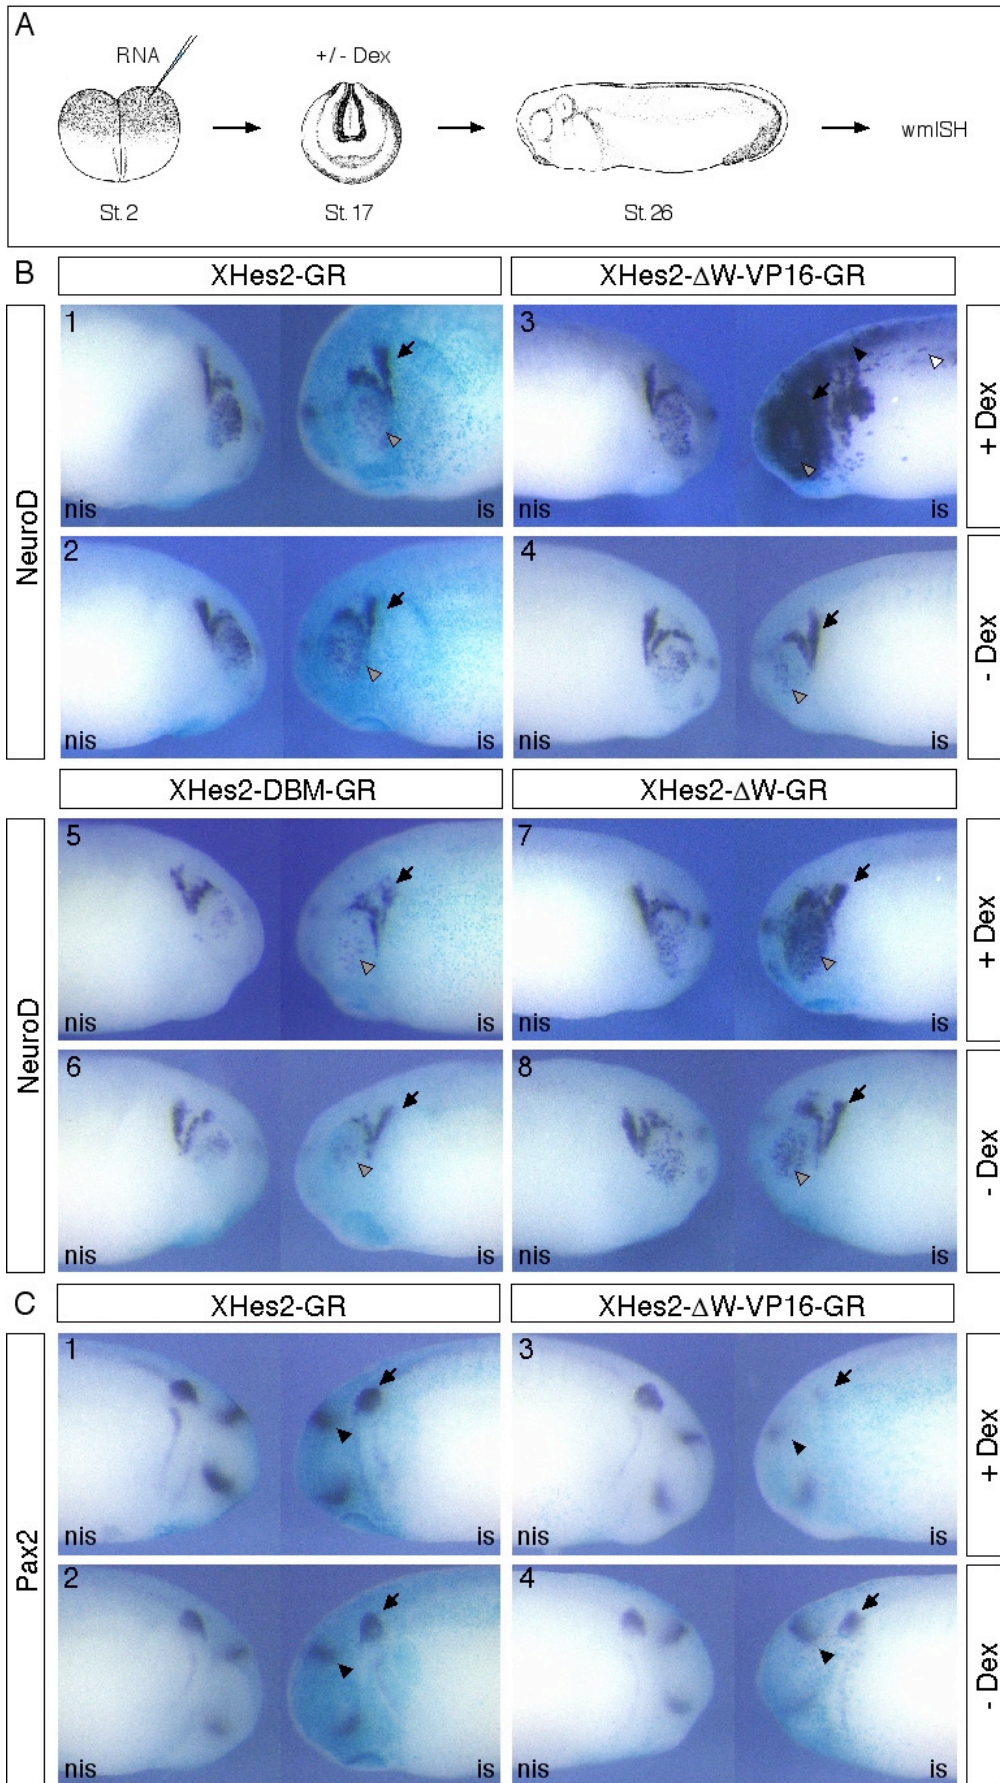 A
RNA
+/- Dex
wmISH
St. 2
St. 17
St. 26
B
XHes2-GR
XHes2-ΔW-VP16-GR
NeuroD
1
nis
is
3
nis
is
+ Dex
2
nis
is
4
nis
is
- Dex
XHes2-DBM-GR
XHes2-ΔW-GR
NeuroD
5
nis
is
7
nis
is
+ Dex
6
nis
is
8
nis
is
- Dex
C
XHes2-GR
XHes2-ΔW-VP16-GR
Pax2
1
nis
is
3
nis
is
+ Dex
2
nis
is
4
nis
is
- Dex